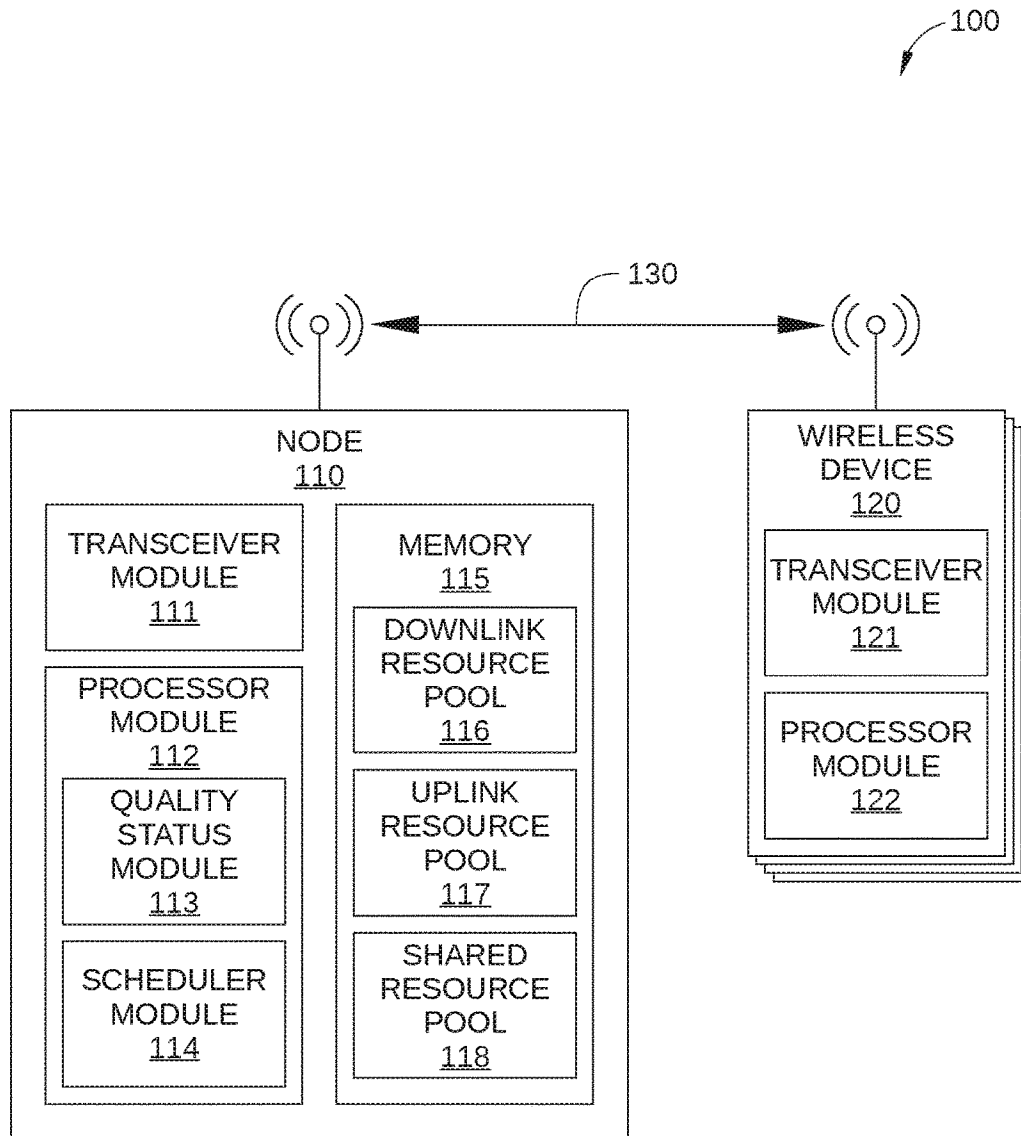 100
130
NODE
110
TRANSCEIVER
MODULE
111
PROCESSOR
MODULE
112
QUALITY
STATUS
MODULE
113
SCHEDULER
MODULE
114
MEMORY
115
DOWNLINK
RESOURCE
POOL
116
UPLINK
RESOURCE
POOL
117
SHARED
RESOURCE
POOL
118
WIRELESS
DEVICE
120
TRANSCEIVER
MODULE
121
PROCESSOR
MODULE
122